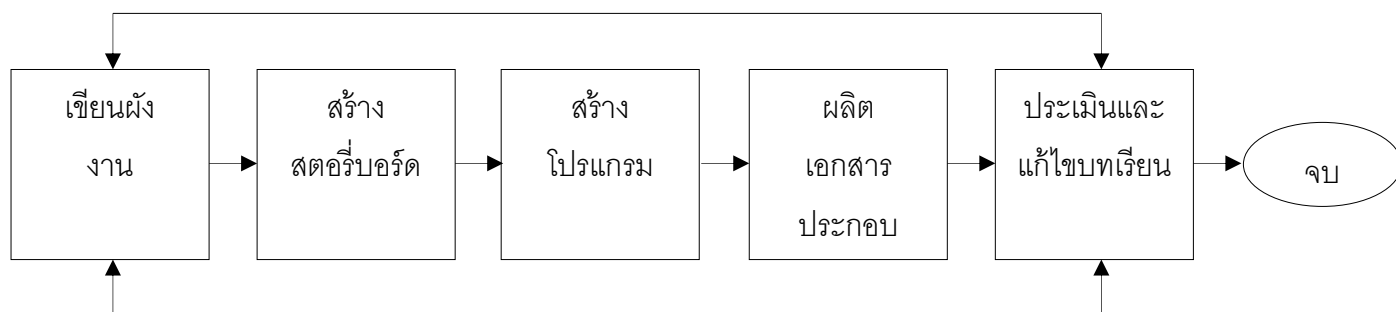 เขียนผัง
งาน
สร้าง
สตอรี่บอร์ด
สร้าง
โปรแกรม
ผลิต
เอกสาร
ประกอบ
ประเมินและ
แก้ไขบทเรียน
จบ